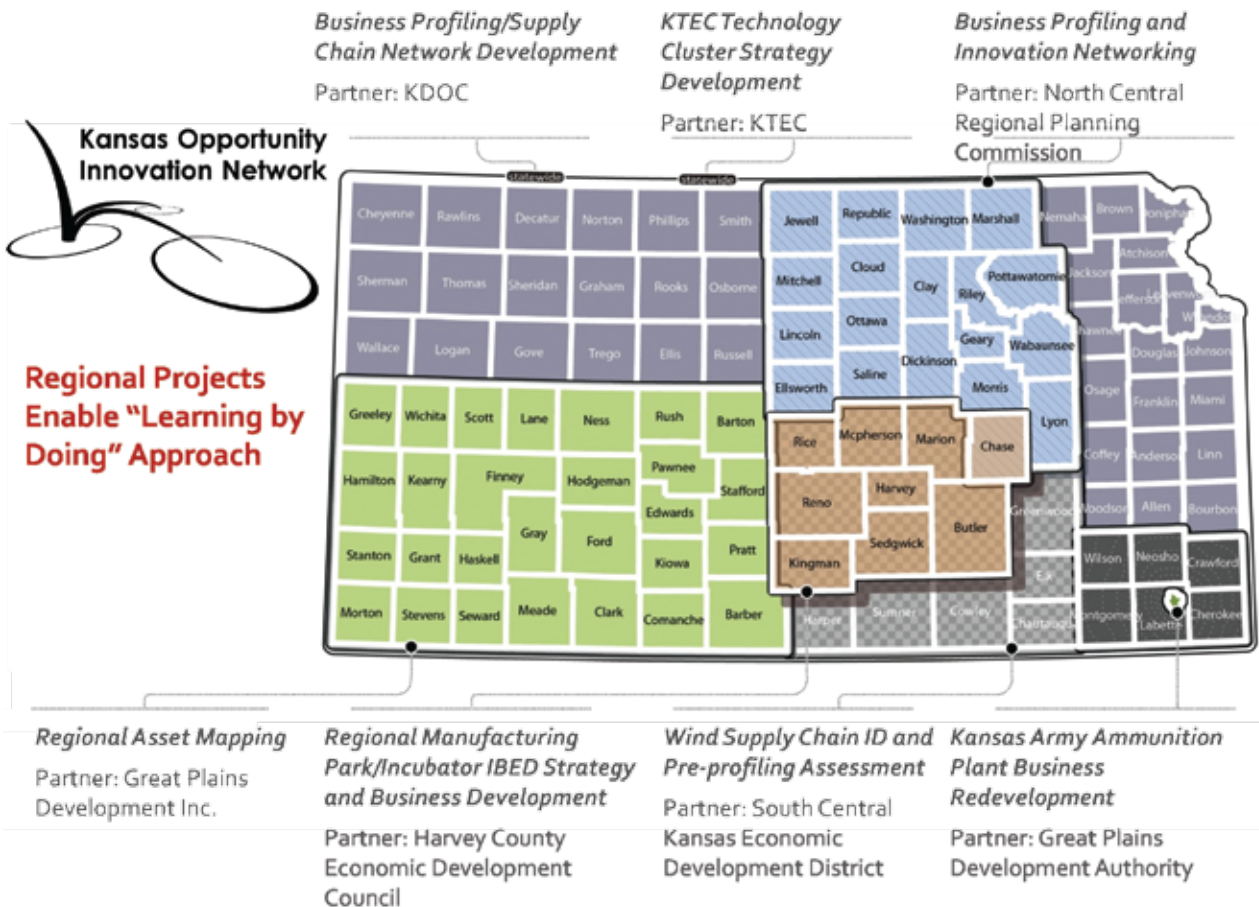 Business Profiling/Supply
Chain Network Development
Partner: KDOC
KTEC Technology
Cluster Strategy
Development
Partner: KTEC
Business Profiling and
Innovation Networking
Partner: North Central
Regional Planning
Commission
Kansas Opportunity
Innovation Network
Regional Projects
Enable “Learning by
Doing” Approach
statewide
statewide
Cheyenne Rawlins Decatur Norton Phillips Smith Jewell Republic Washington Marshall Nemaha Brown Doniphan
Sherman Thomas Sheridan Graham Rooks Osborne Mitchell Cloud Clay Riley Pottawatomie Jackson Atchison
Jefferson Leavenworth
Wallace Logan Gove Trego Ellis Russell Lincoln Ottawa Dickinson Geary Wabaunsee Shawnee Douglas Johnson
Ellsworth Saline Morris Lyon Osage Franklin Miami
Greeley Wichita Scott Lane Ness Rush Barton Rice Mcpherson Marion Chase Coffey Anderson Linn
Hamilton Kearny Finney Hodgeman Pawnee Stafford Reno Harvey Butler Greenwood Woodson Allen Bourbon
Edwards
Stanton Grant Haskell Gray Ford Kiowa Pratt Kingman Sedgwick Elk Wilson Neosho Crawford
Morton Stevens Seward Meade Clark Comanche Barber Harper Sumner Cowley Chautauqua Montgomery Labette Cherokee
Regional Asset Mapping
Partner: Great Plains
Development Inc.
Regional Manufacturing
Park/Incubator IBED Strategy
and Business Development
Partner: Harvey County
Economic Development
Council
Wind Supply Chain ID and
Pre-profiling Assessment
Partner: South Central
Kansas Economic
Development District
Kansas Army Ammunition
Plant Business
Redevelopment
Partner: Great Plains
Development Authority